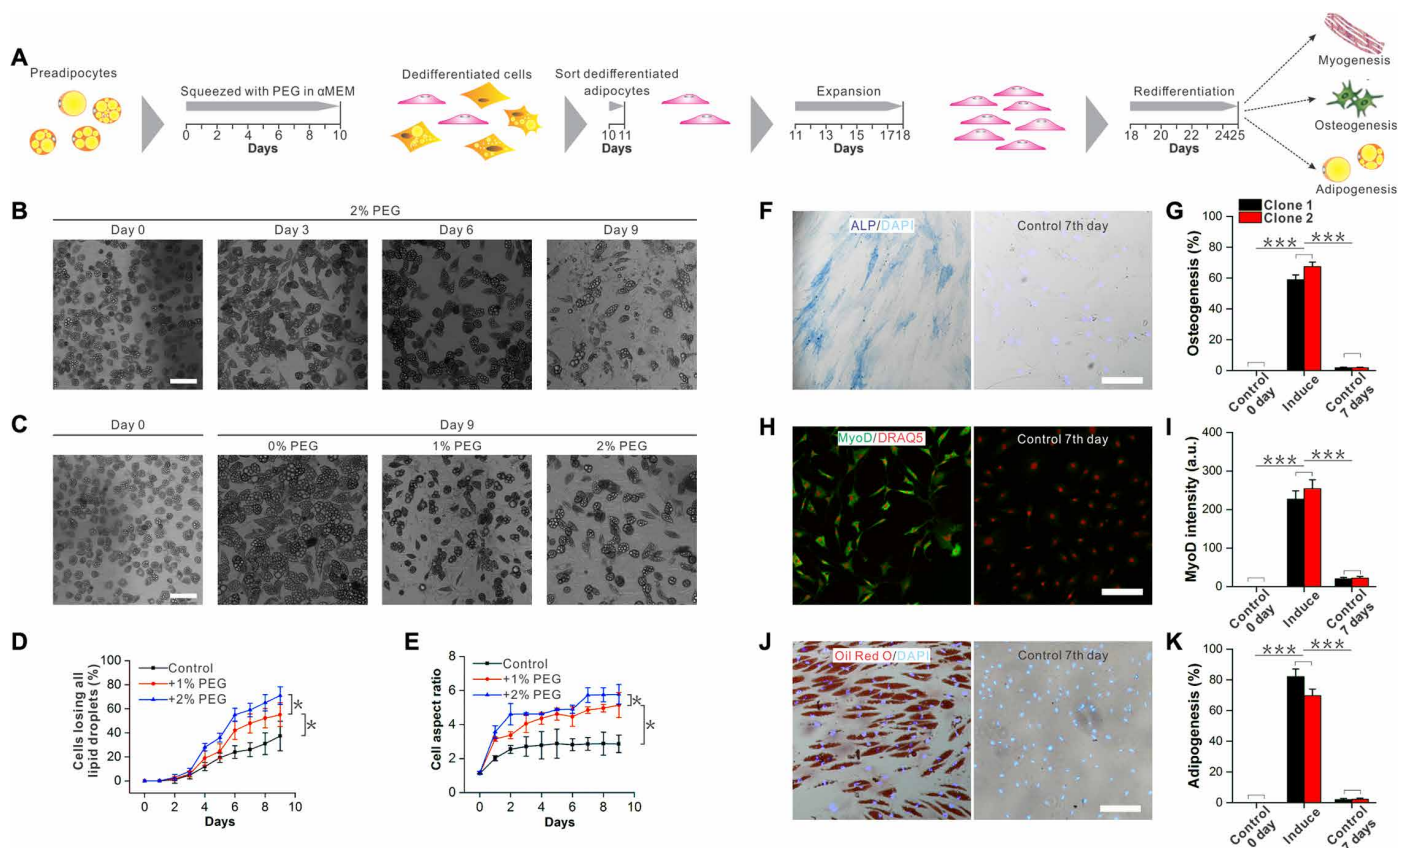 A
Preadipocytes
Squeezed with PEG in αMEM
0 2 4 6 8 10
Days
Dedifferentiated cells
Sort dedifferentiated
adipocytes
10 11
Days
Expansion
11 13 15 17 18
Days
Redifferentiation
18 20 22 24 25
Days
Myogenesis
Osteogenesis
Adipogenesis
B
2% PEG
Day 0 Day 3 Day 6 Day 9
C
Day 0 Day 9
0% PEG 1% PEG 2% PEG
D
Cells losing all
lipid droplets (%)
100
80
60
40
20
0
Control
+1% PEG
+2% PEG
*
*
0 2 4 6 8 10
Days
E
Cell aspect ratio
8
6
4
2
0
Control
+1% PEG
+2% PEG
*
*
0 2 4 6 8 10
Days
F
ALP/DAPI
Control 7th day
G
Clone 1
Clone 2
Osteogenesis (%)
100
80
60
40
20
0
*** ***
Control
0 day
Induce
Control
7 days
H
MyoD/DRAQ5
Control 7th day
I
MyoD intensity (a.u.)
400
300
200
100
0
*** ***
Control
0 day
Induce
Control
7 days
J
Oil Red O/DAPI
Control 7th day
K
Adipogenesis (%)
100
80
60
40
20
0
*** ***
Control
0 day
Induce
Control
7 days